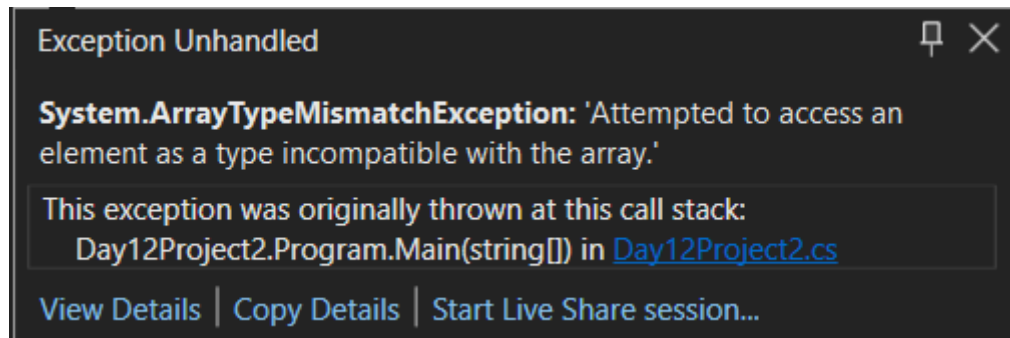 Exception Unhandled
System.ArrayTypeMismatchException: 'Attempted to access an
element as a type incompatible with the array.'
This exception was originally thrown at this call stack:
Day12Project2.Program.Main(string[]) in Day12Project2.cs
View Details | Copy Details | Start Live Share session...